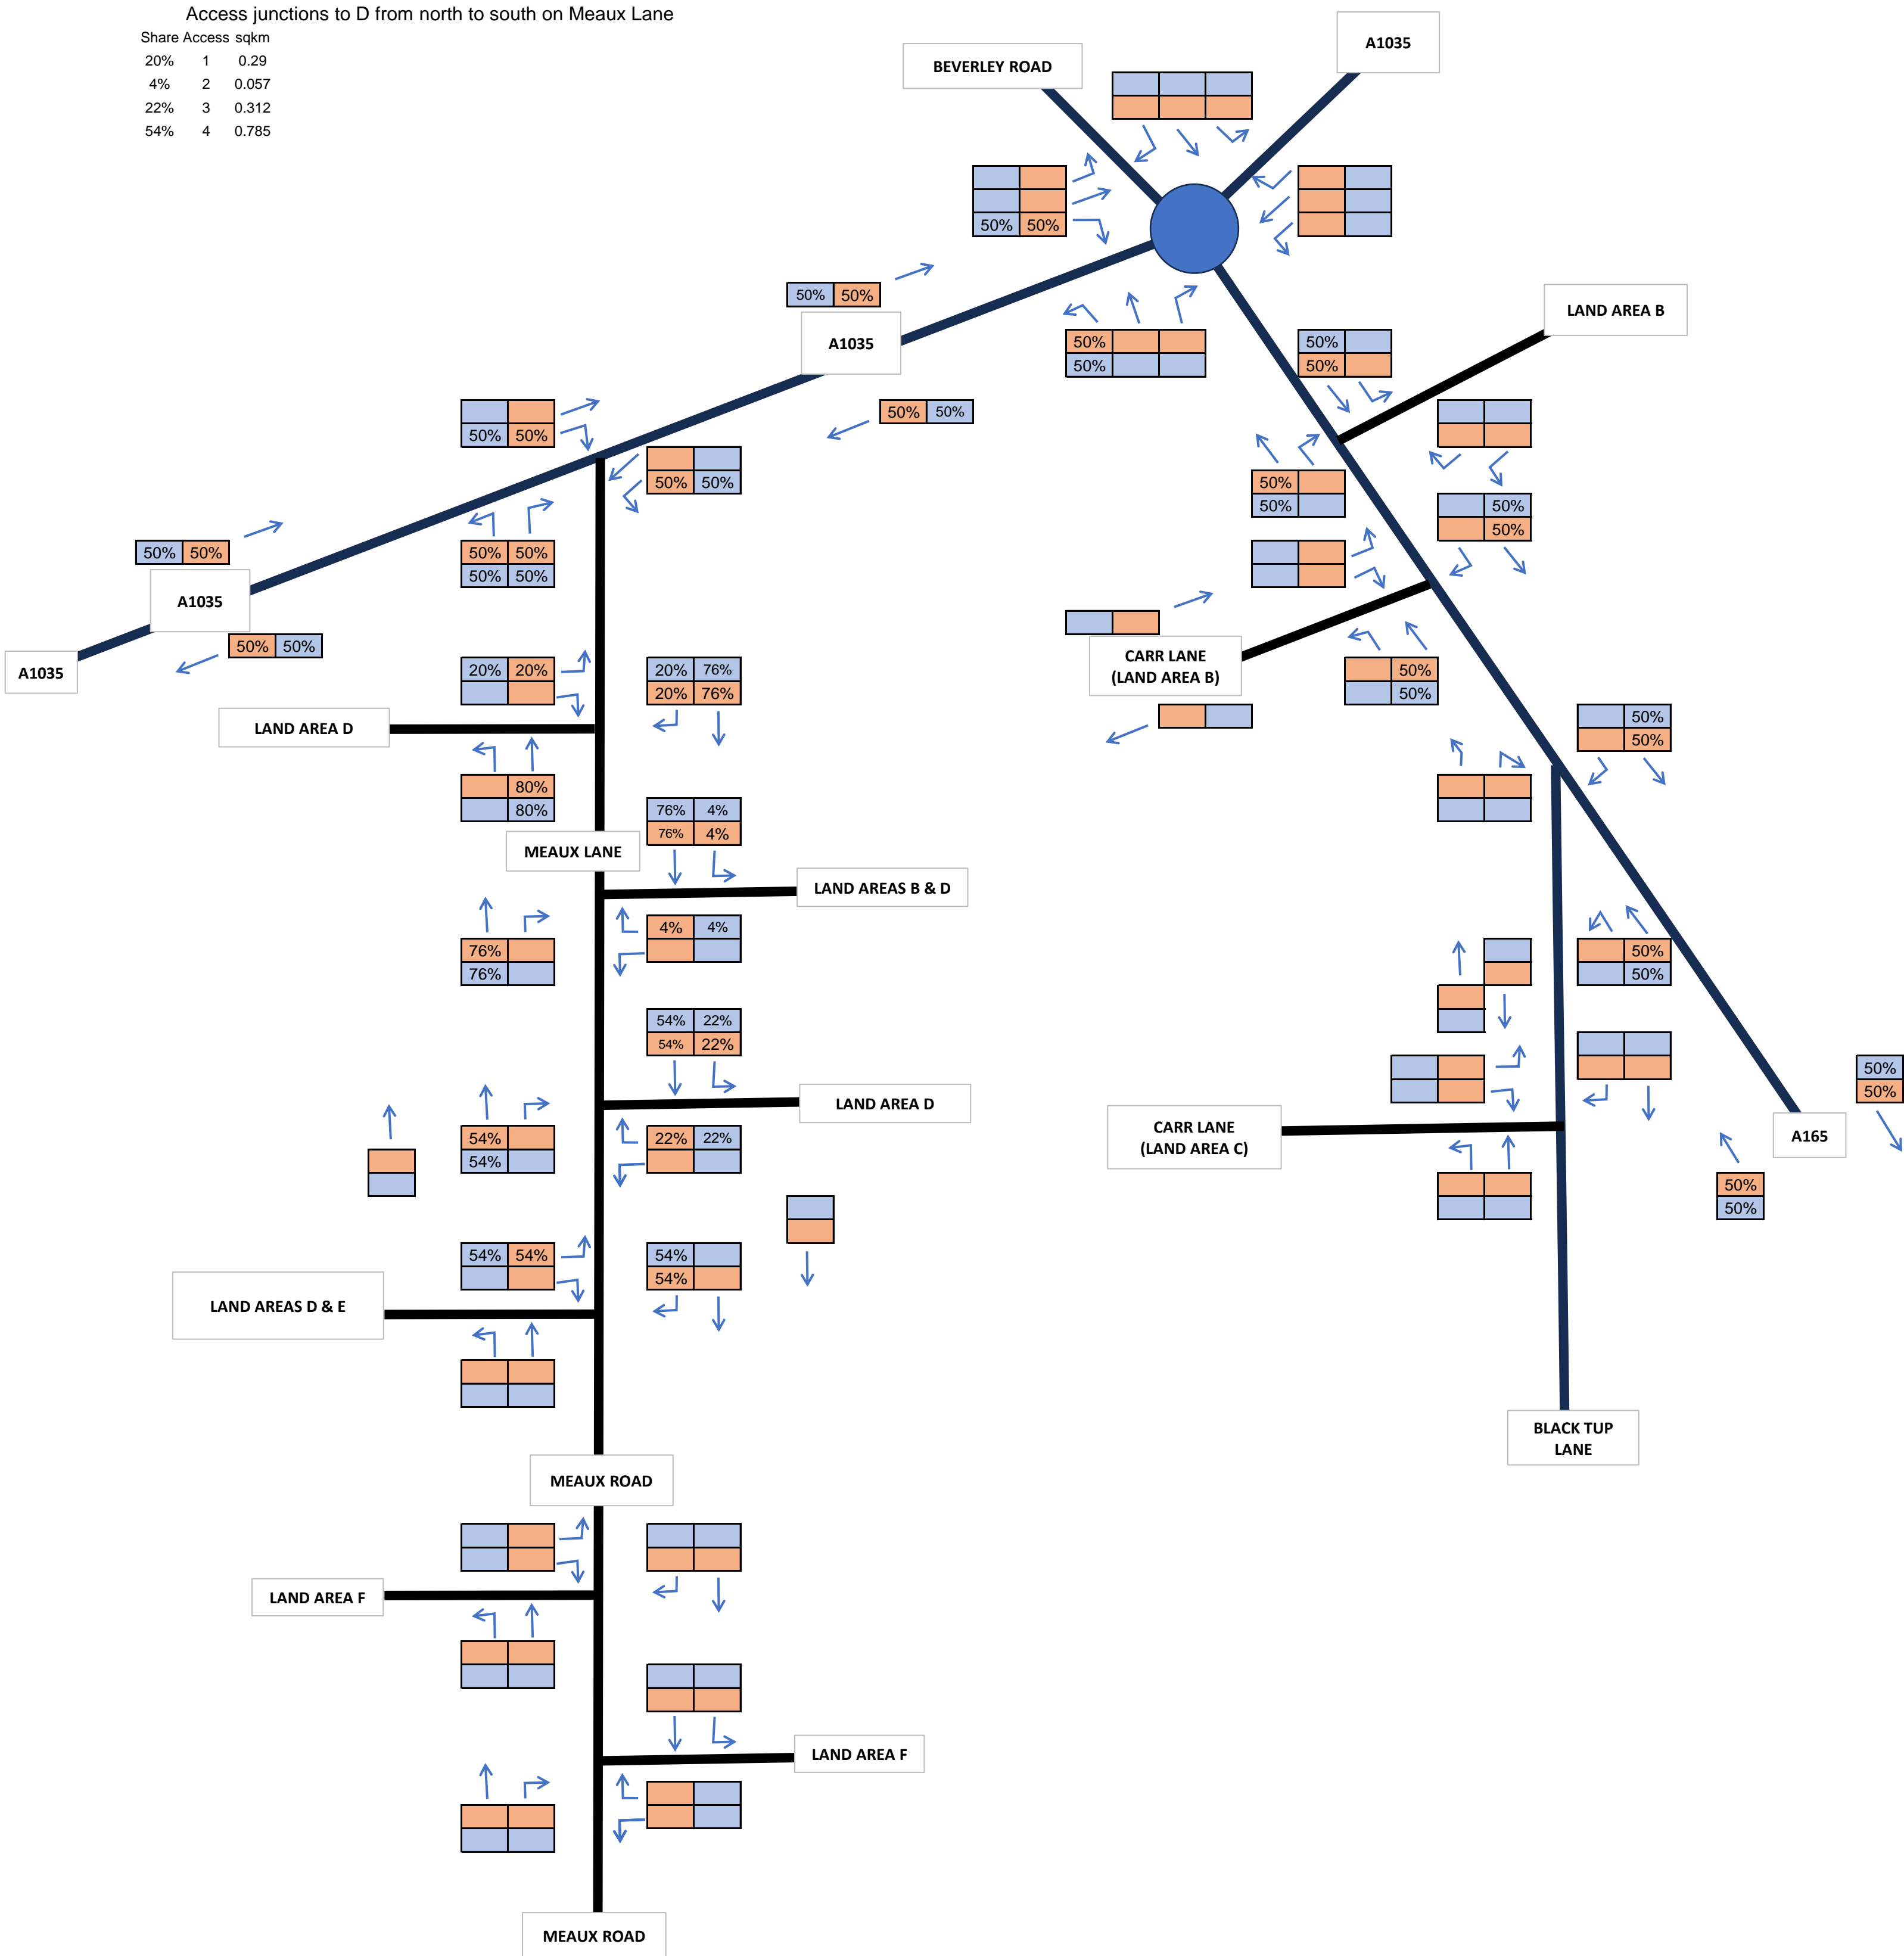 Access junctions to D from north to south on Meaux Lane
Share Access sqkm
20% 1 0.29
4% 2 0.057
22% 3 0.312
54% 4 0.785
A1035
BEVERLEY ROAD
50% 50%
50% 50%
LAND AREA B
A1035
50%
50%
50%
50%
50% 50%
50% 50%
50% 50%
50%
50%
50%
50%
50% 50%
50% 50%
50% 50%
A1035
50% 50%
A1035
CARR LANE
(LAND AREA B)
50%
50%
20% 20%
20% 76%
20% 76%
LAND AREA D
50%
50%
80%
80%
76% 4%
76% 4%
MEAUX LANE
LAND AREAS B & D
4% 4%
76%
76%
50%
50%
54% 22%
54% 22%
50%
50%
LAND AREA D
54%
54%
22% 22%
CARR LANE
(LAND AREA C)
A165
50%
50%
54% 54%
54%
54%
LAND AREAS D & E
BLACK TUP
LANE
MEAUX ROAD
LAND AREA F
LAND AREA F
MEAUX ROAD